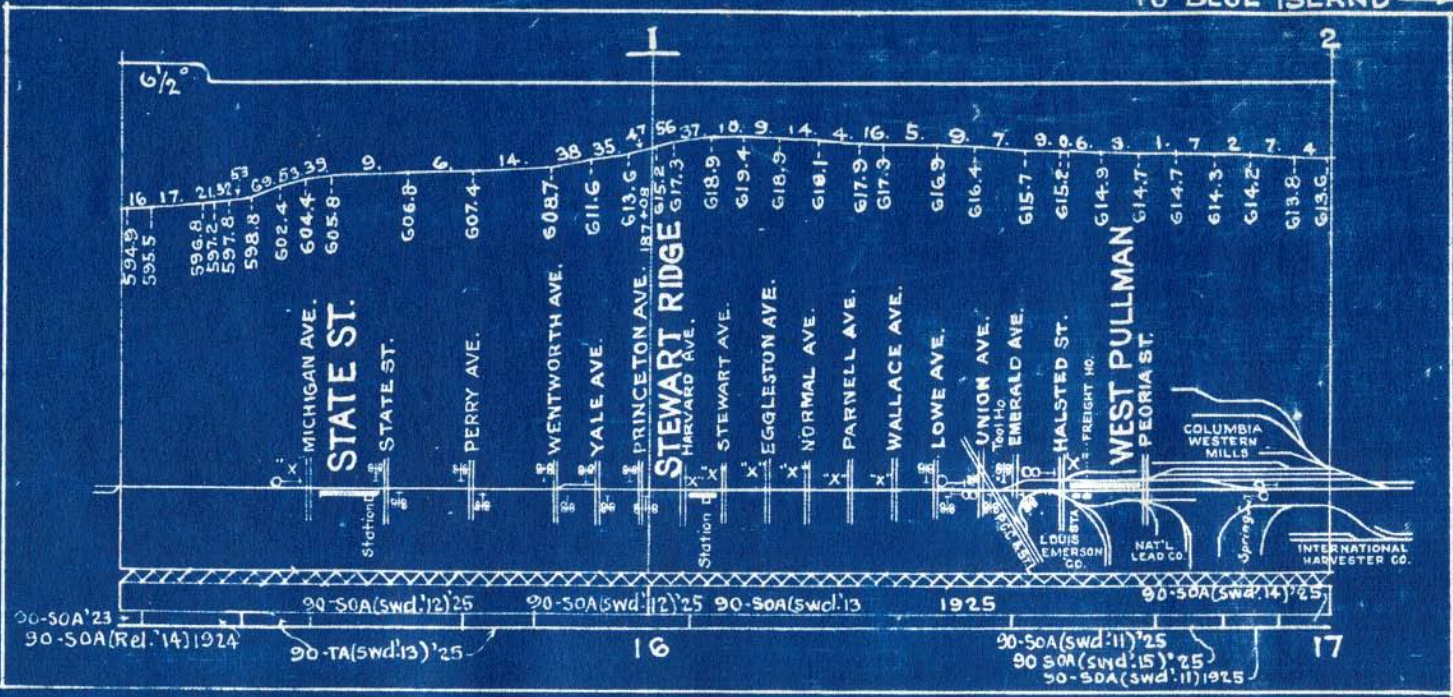 TO BLUE ISLAND
1
2
6 1/2°
16 17. 21. 32 53 69. 53. 39 9. 6. 14. 38 35. 47 56 37. 10. 9. 14. 4. 16. 5. 9. 7. 9. 0. 6. 3. 1. 7 2 7. 4
594.9
595.5
596.8
597.2
597.8
598.8
602.4
604.4
605.8
606.8
607.4
608.7
611.6
613.6
187+08
615.2
617.3
618.9
619.4
618.9
618.1
617.9
617.3
616.9
616.4
615.7
615.2
614.9
614.7
614.7
614.3
614.2
613.8
613.6
MICHIGAN AVE.
STATE ST.
STATE ST.
PERRY AVE.
WENTWORTH AVE.
YALE AVE.
PRINCETON AVE.
STEWART RIDGE
HARVARD AVE.
STEWART AVE.
EGGLESTON AVE.
NORMAL AVE.
PARNELL AVE.
WALLACE AVE.
LOWE AVE.
UNION AVE.
Tool Ho.
EMERALD AVE.
HALSTED ST.
FREIGHT HO.
WEST PULLMAN
PEORIA ST.
COLUMBIA
WESTERN
MILLS
"X" "X" "X" "X" "X" "X" "X"
Station
Station
P.C.C.&ST.L
STA
LOUIS
EMERSON
CO.
NAT'L
LEAD CO.
Spring Sw.
INTERNATIONAL
HARVESTER CO.
90-SOA(swd.'12)'25 90-SOA(swd.'12)'25 90-SOA(swd.'13 1925 90-SOA(swd.'14)'25
90-SOA'23
90-SOA(Rel.'14)1924
90-TA(swd.'13)'25
16
90-SOA(swd.'11)'25
90 SOA(swd.'15)'25
90-SOA(swd.'11)1925
17